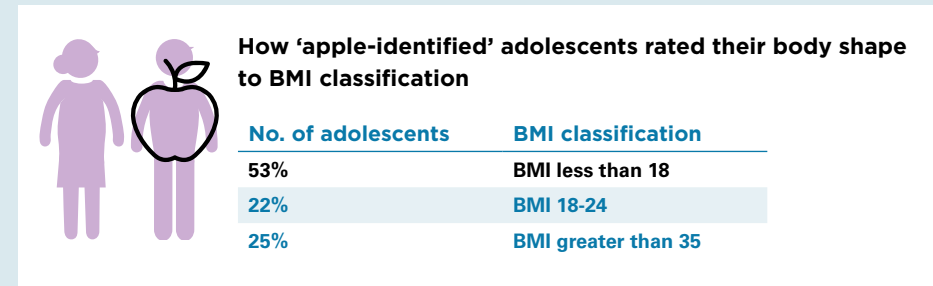 How ‘apple-identified’ adolescents rated their body shape
to BMI classification
No. of adolescents BMI classification
53% BMI less than 18
22% BMI 18-24
25% BMI greater than 35